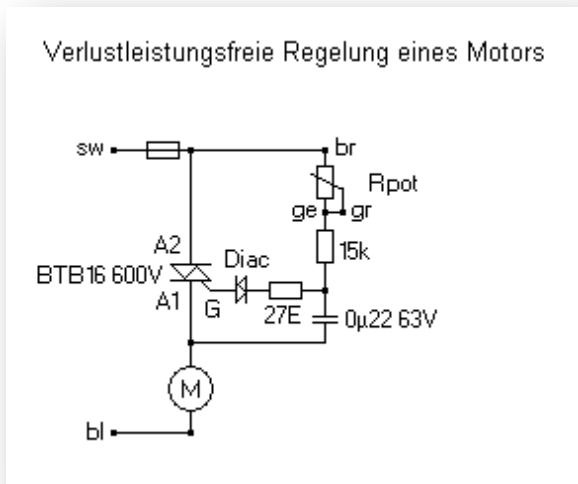 Verlustleistungsfreie Regelung eines Motors
sw
br
Rpot
ge gr
A2
Diac
15k
BTB16 600V
A1
G
27E
0µ22 63V
M
bl